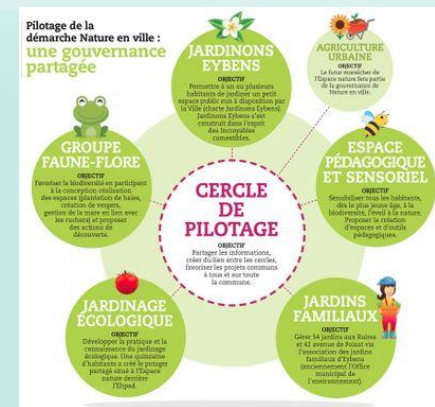 Pilotage de la
démarche Nature en ville :
une gouvernance
partagée
JARDINONS
EYBENS
OBJECTIF
Permettre à un ou plusieurs
habitants de jardiner un petit
espace public mis à disposition par
la Ville (charte Jardinons Eybens).
Jardinons Eybens s'est
construit dans l'esprit
des Incroyables
comestibles.
AGRICULTURE
URBAINE
OBJECTIF
Le futur maraîcher de
l'Espace nature fera partie
de la gouvernance de
Nature en ville.
GROUPE
FAUNE-FLORE
OBJECTIF
Favoriser la biodiversité en participant
à la conception-réalisation
des espaces (plantation de haies,
création de vergers,
gestion de la mare en lien avec
les ruchers) et proposer
des actions de
découverte.
ESPACE
PÉDAGOGIQUE
ET SENSORIEL
OBJECTIF
Sensibiliser tous les habitants,
dès le plus jeune âge, à la
biodiversité, l'éveil à la nature.
Proposer la création
d'espaces et d'outils
pédagogiques.
CERCLE
DE
PILOTAGE
OBJECTIF
Partager les informations,
créer du lien entre les cercles,
favoriser les projets communs
à tous et sur toute
la commune.
JARDINAGE
ÉCOLOGIQUE
OBJECTIF
Développer la pratique et la
connaissance du jardinage
écologique. Une quinzaine
d'habitants a créé le potager
partagé situé à l'Espace
nature derrière
l'Ehpad.
JARDINS
FAMILIAUX
OBJECTIF
Gérer 54 jardins aux Ruires
et 42 avenue de Poisat via
l'association des jardins
familiaux d'Eybens
(anciennement l'Office
municipal de
l'environnement).